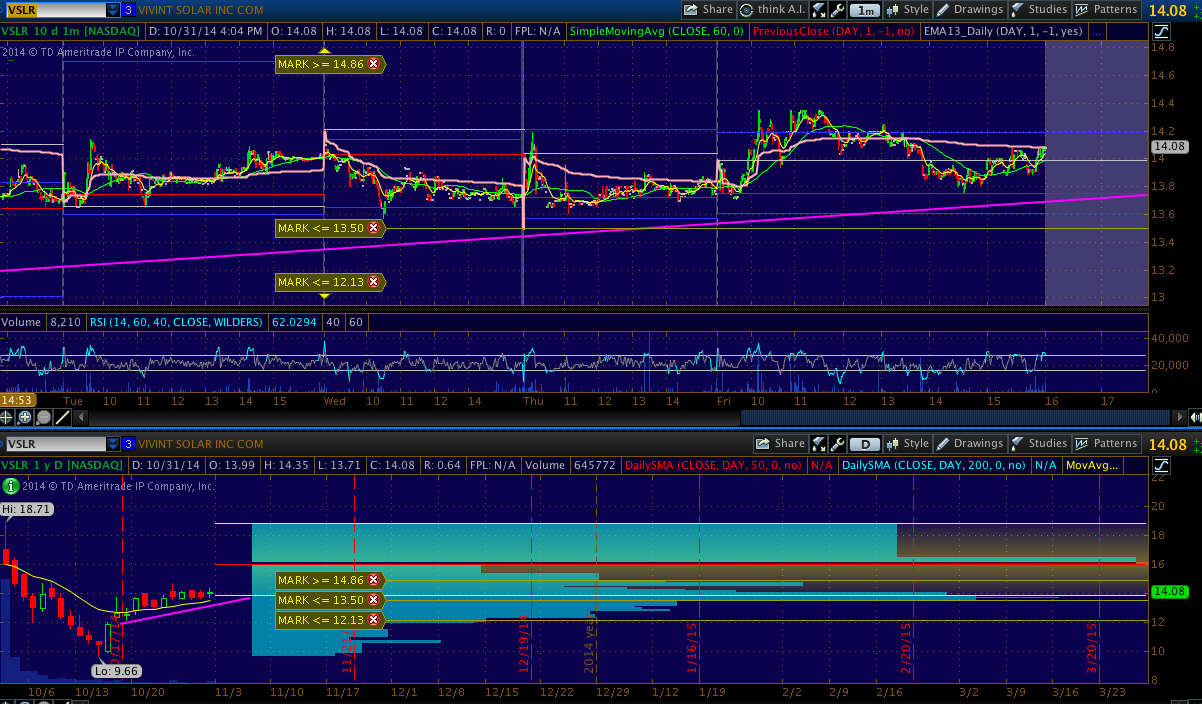 VSLR 3 VIVINT SOLAR INC COM Share think A.I. 1m Style Drawings Studies Patterns 14.08
VSLR 10 d 1m [NASDAQ] D: 10/31/14 4:04 PM O: 14.08 H: 14.08 L: 14.08 C: 14.08 R: 0 FPL: N/A SimpleMovingAvg (CLOSE, 60, 0) PreviousClose (DAY, 1, -1, no) EMA13_Daily (DAY, 1, -1, yes) ...
2014 © TD Ameritrade IP Company, Inc.
14.8
MARK >= 14.86
14.6
14.4
14.2
14.08
14
13.8
13.6
MARK <= 13.50
13.4
13.2
MARK <= 12.13
13
Volume 8,210 RSI (14, 60, 40, CLOSE, WILDERS) 62.0294 40 60
40,000
20,000
0
14:53 Tue 10 11 12 13 14 15 Wed 10 11 12 13 14 Thu 11 12 13 14 Fri 10 11 12 13 14 15 16 17
VSLR 3 VIVINT SOLAR INC COM Share D Style Drawings Studies Patterns 14.08
VSLR 1 y D [NASDAQ] D: 10/31/14 O: 13.99 H: 14.35 L: 13.71 C: 14.08 R: 0.64 FPL: N/A Volume 645772 DailySMA (CLOSE, DAY, 50, 0, no) N/A DailySMA (CLOSE, DAY, 200, 0, no) N/A MovAvg...
2014 © TD Ameritrade IP Company, Inc.
22
Hi: 18.71
20
18
16
MARK >= 14.86
14.08
MARK <= 13.50
MARK <= 12.13
12
10
8
Lo: 9.66
12/19/14
2014 year
1/16/15
2/20/15
3/20/15
10/6 10/13 10/20 11/3 11/10 11/17 12/1 12/8 12/15 12/22 12/29 1/12 1/19 2/2 2/9 2/16 3/2 3/9 3/16 3/23